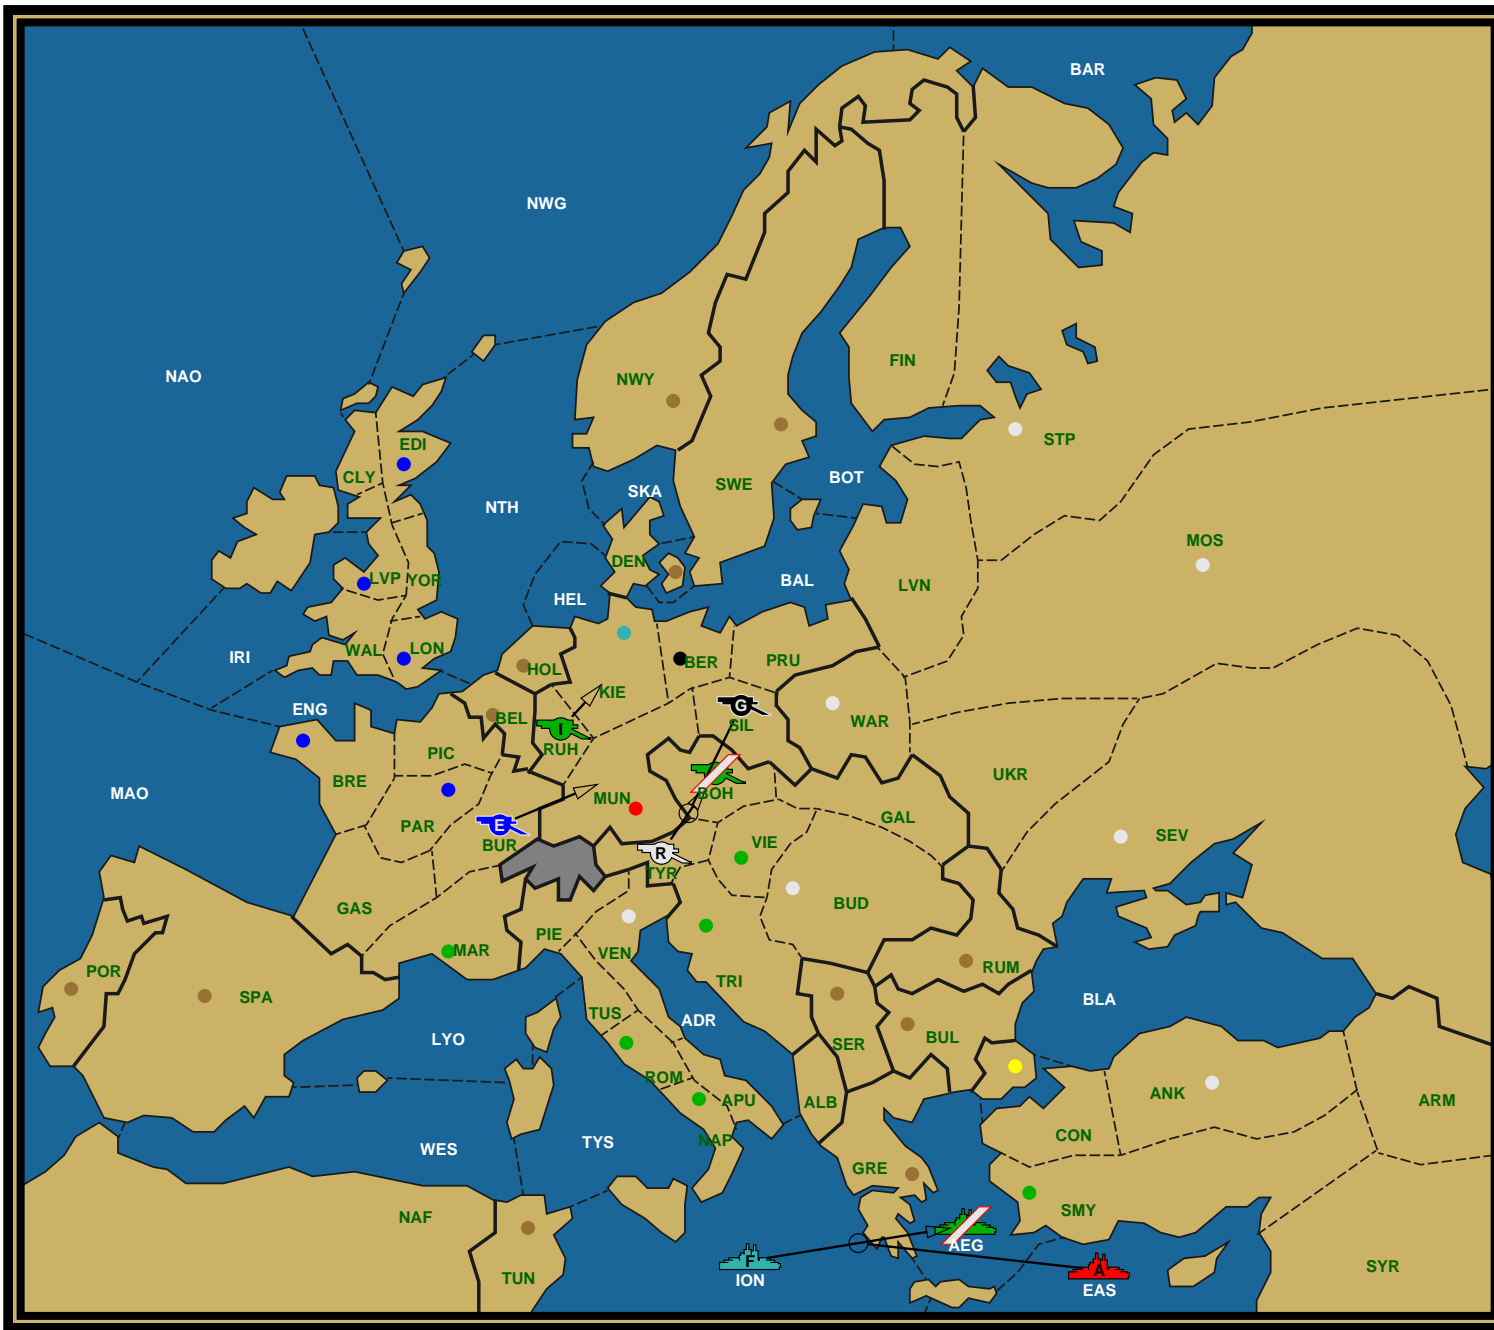 BAR
NWG
NAO
FIN
NWY
STP
EDI
CLY
SKA
SWE
BOT
NTH
MOS
DEN
LVP YOR
BAL
LVN
HEL
IRI
WAL
LON
HOL
BER
PRU
KIE
ENG
BEL
G
WAR
SIL
I
RUH
PIC
UKR
BRE
MAO
MUN
BOH
GAL
PAR
E
BUR
SEV
VIE
R
TYR
BUD
GAS
PIE
MAR
VEN
RUM
POR
SPA
TRI
BLA
TUS
ADR
LYO
BUL
SER
ROM
ANK
APU
ALB
ARM
CON
NAP
WES
TYS
GRE
SMY
NAF
AEG
F
ION
A
EAS
SYR
TUN